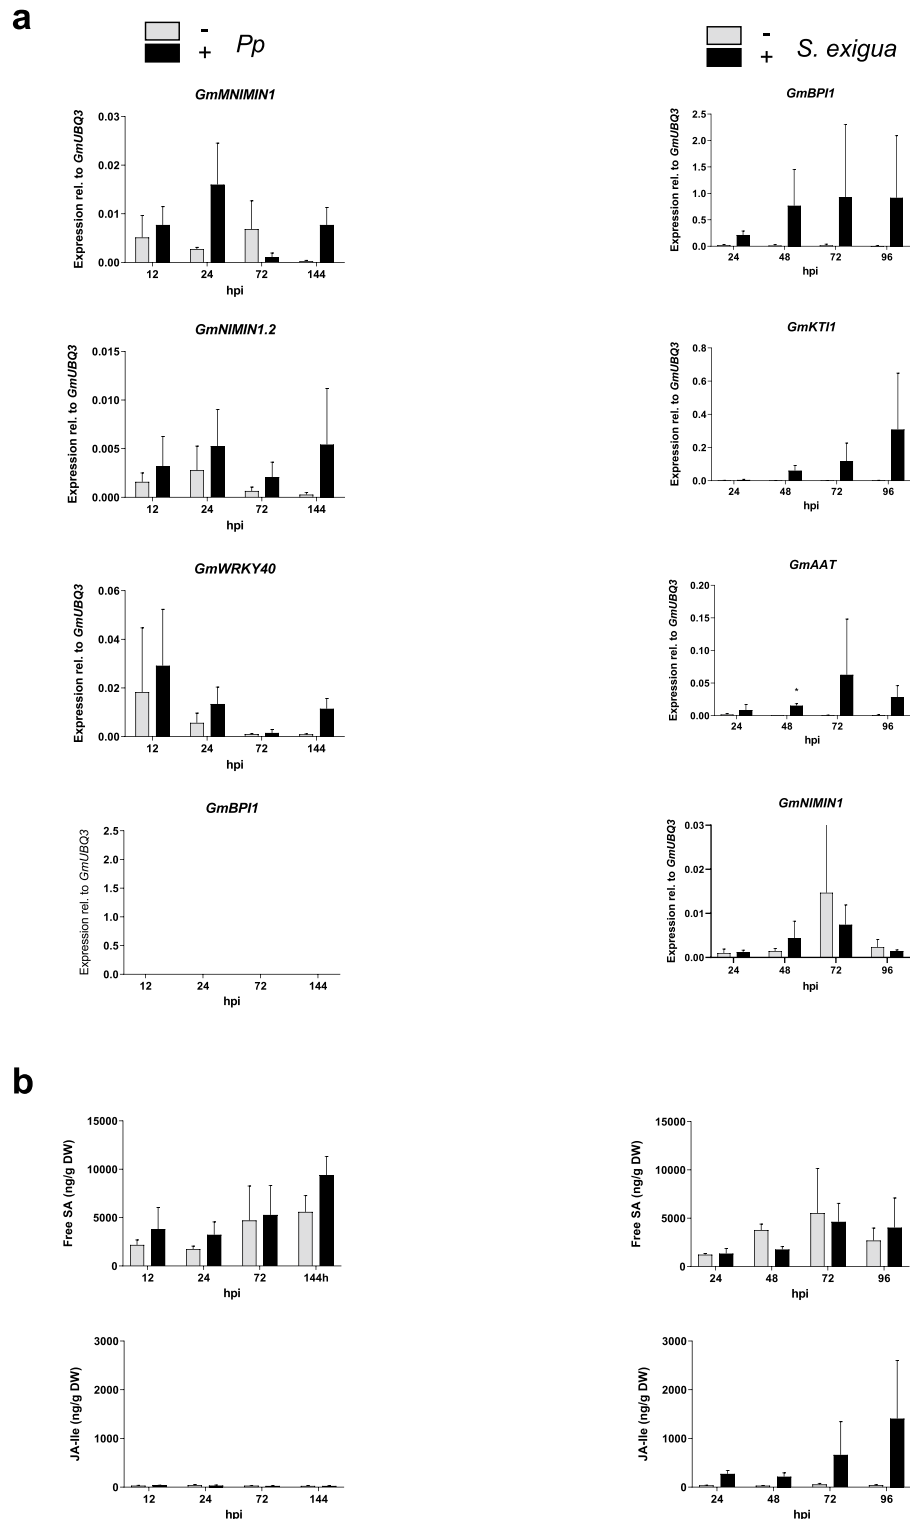 a
-
+
Pp
GmMNIMIN1
Expression rel. to GmUBQ3
0.03
0.02
0.01
0.00
12 24 72 144
hpi
GmNIMIN1.2
Expression rel. to GmUBQ3
0.015
0.010
0.005
0.000
12 24 72 144
hpi
GmWRKY40
Expression rel. to GmUBQ3
0.06
0.04
0.02
0.00
12 24 72 144
hpi
GmBPI1
Expression rel. to GmUBQ3
2.5
2.0
1.5
1.0
0.5
0.0
12 24 72 144
hpi
-
+
S. exigua
GmBPI1
Expression rel. to GmUBQ3
2.5
2.0
1.5
1.0
0.5
0.0
24 48 72 96
hpi
GmKTI1
Expression rel. to GmUBQ3
0.8
0.6
0.4
0.2
0.0
24 48 72 96
hpi
GmAAT
Expression rel. to GmUBQ3
0.20
0.15
0.10
0.05
0.00
*
24 48 72 96
hpi
GmNIMIN1
Expression rel. to GmUBQ3
0.03
0.02
0.01
0.00
24 48 72 96
hpi
b
Free SA (ng/g DW)
15000
10000
5000
0
12 24 72 144h
hpi
JA-Ile (ng/g DW)
3000
2000
1000
0
12 24 72 144
hpi
Free SA (ng/g DW)
15000
10000
5000
0
24 48 72 96
hpi
JA-Ile (ng/g DW)
3000
2000
1000
0
24 48 72 96
hpi